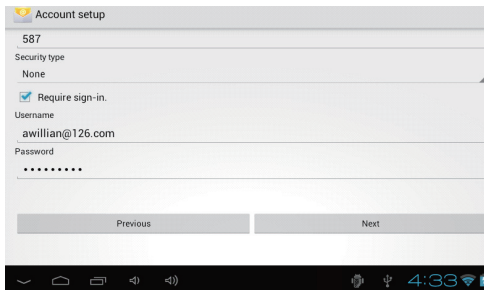 Account setup
587
Security type
None
Require sign-in.
Username
awillian@126.com
Password
•••••••••
Previous
Next
4:33